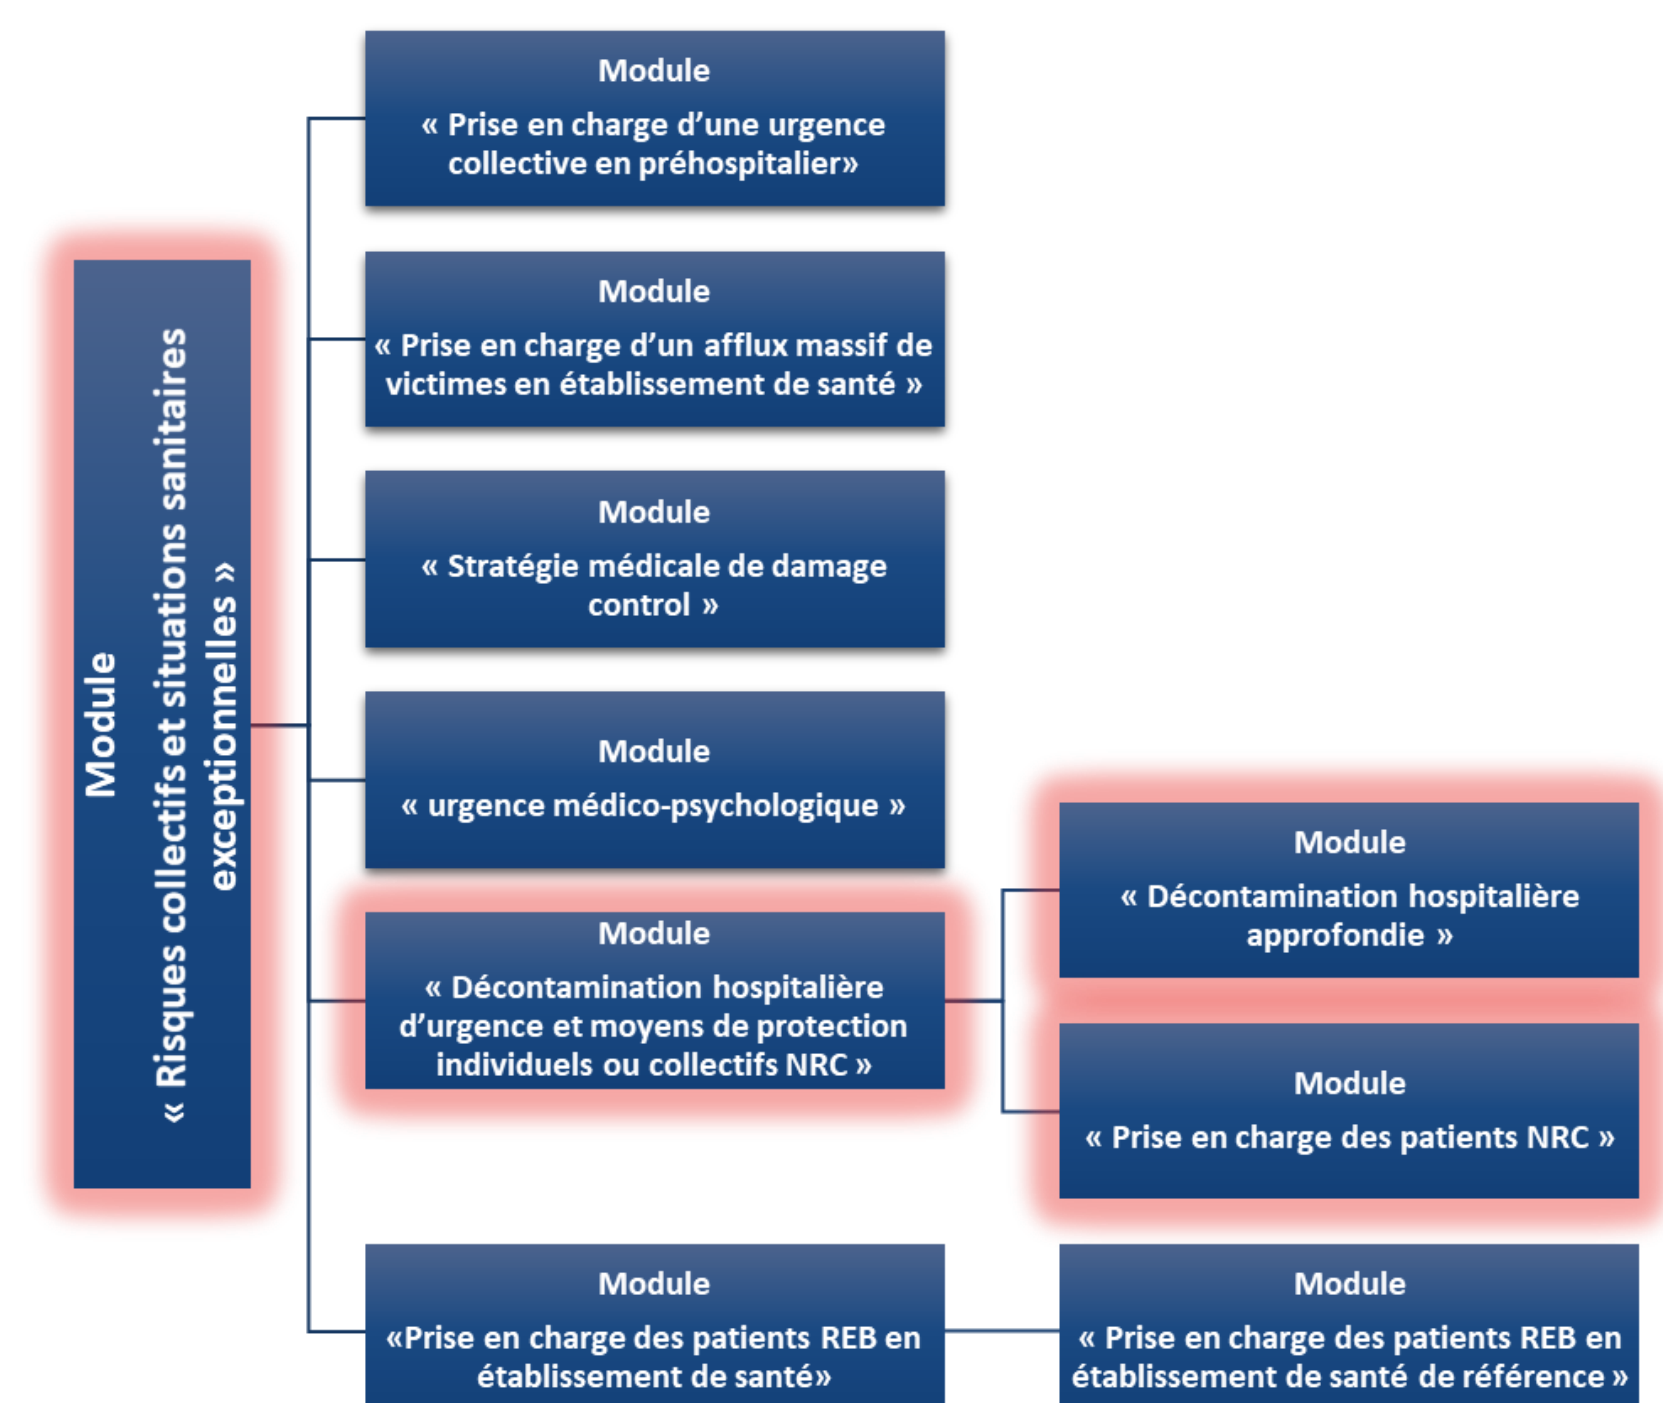 Module
« Risques collectifs et situations sanitaires
exceptionnelles »
Module
« Prise en charge d’une urgence
collective en préhospitalier»
Module
« Prise en charge d’un afflux massif de
victimes en établissement de santé »
Module
« Stratégie médicale de damage
control »
Module
« urgence médico-psychologique »
Module
« Décontamination hospitalière
d’urgence et moyens de protection
individuels ou collectifs NRC »
Module
« Décontamination hospitalière
approfondie »
Module
« Prise en charge des patients NRC »
Module
«Prise en charge des patients REB en
établissement de santé»
Module
« Prise en charge des patients REB en
établissement de santé de référence »